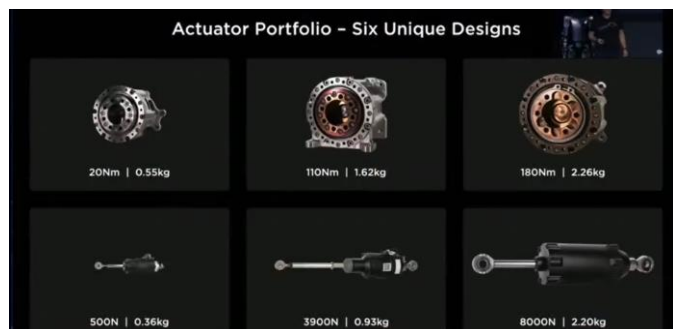 Actuator Portfolio – Six Unique Designs
20Nm | 0.55kg
110Nm | 1.62kg
180Nm | 2.26kg
500N | 0.36kg
3900N | 0.93kg
8000N | 2.20kg